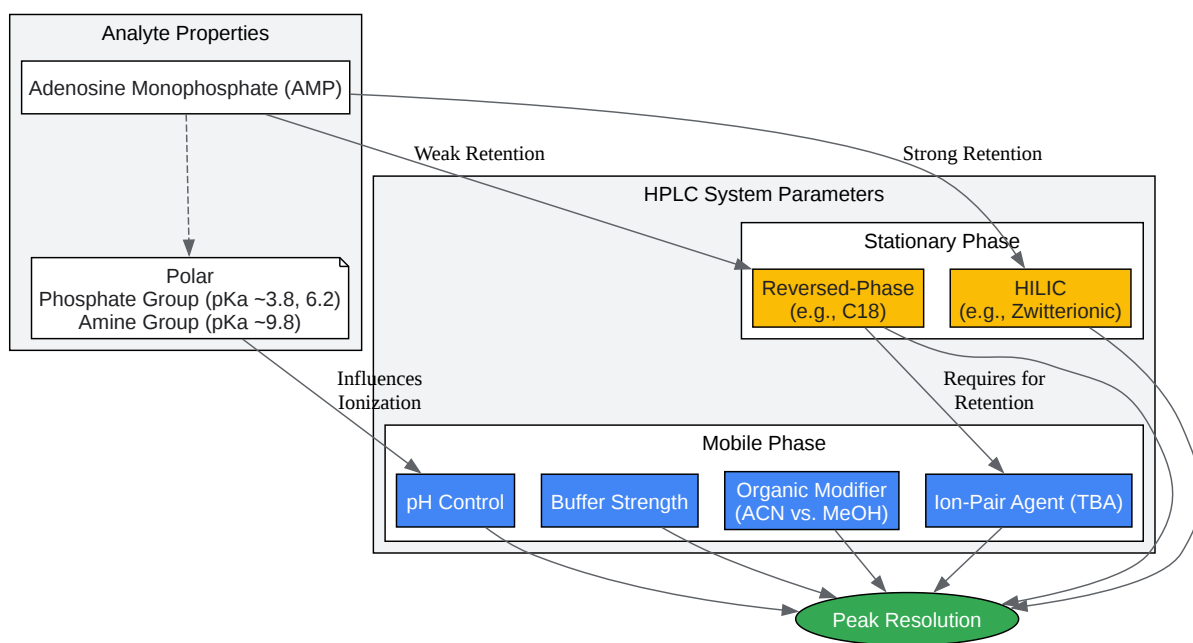 Analyte Properties
Adenosine Monophosphate (AMP)
Weak Retention
Strong Retention
HPLC System Parameters
Stationary Phase
Polar
Phosphate Group (pKa ~3.8, 6.2)
Amine Group (pKa ~9.8)
Reversed-Phase
(e.g., C18)
HILIC
(e.g., Zwitterionic)
Influences
Ionization
Requires for
Retention
Mobile Phase
pH Control
Buffer Strength
Organic Modifier
(ACN vs. MeOH)
Ion-Pair Agent (TBA)
Peak Resolution